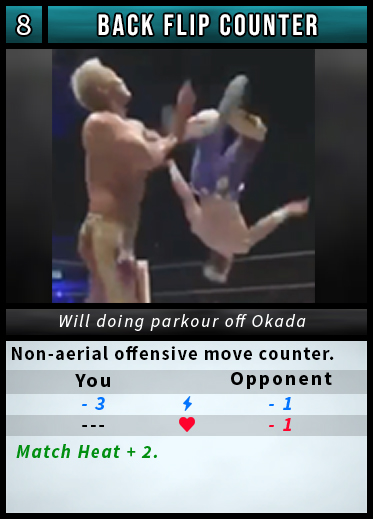 8 BACK FLIP COUNTER
Will doing parkour off Okada
Non-aerial offensive move counter.
You Opponent
- 3 - 1
--- - 1
Match Heat + 2.